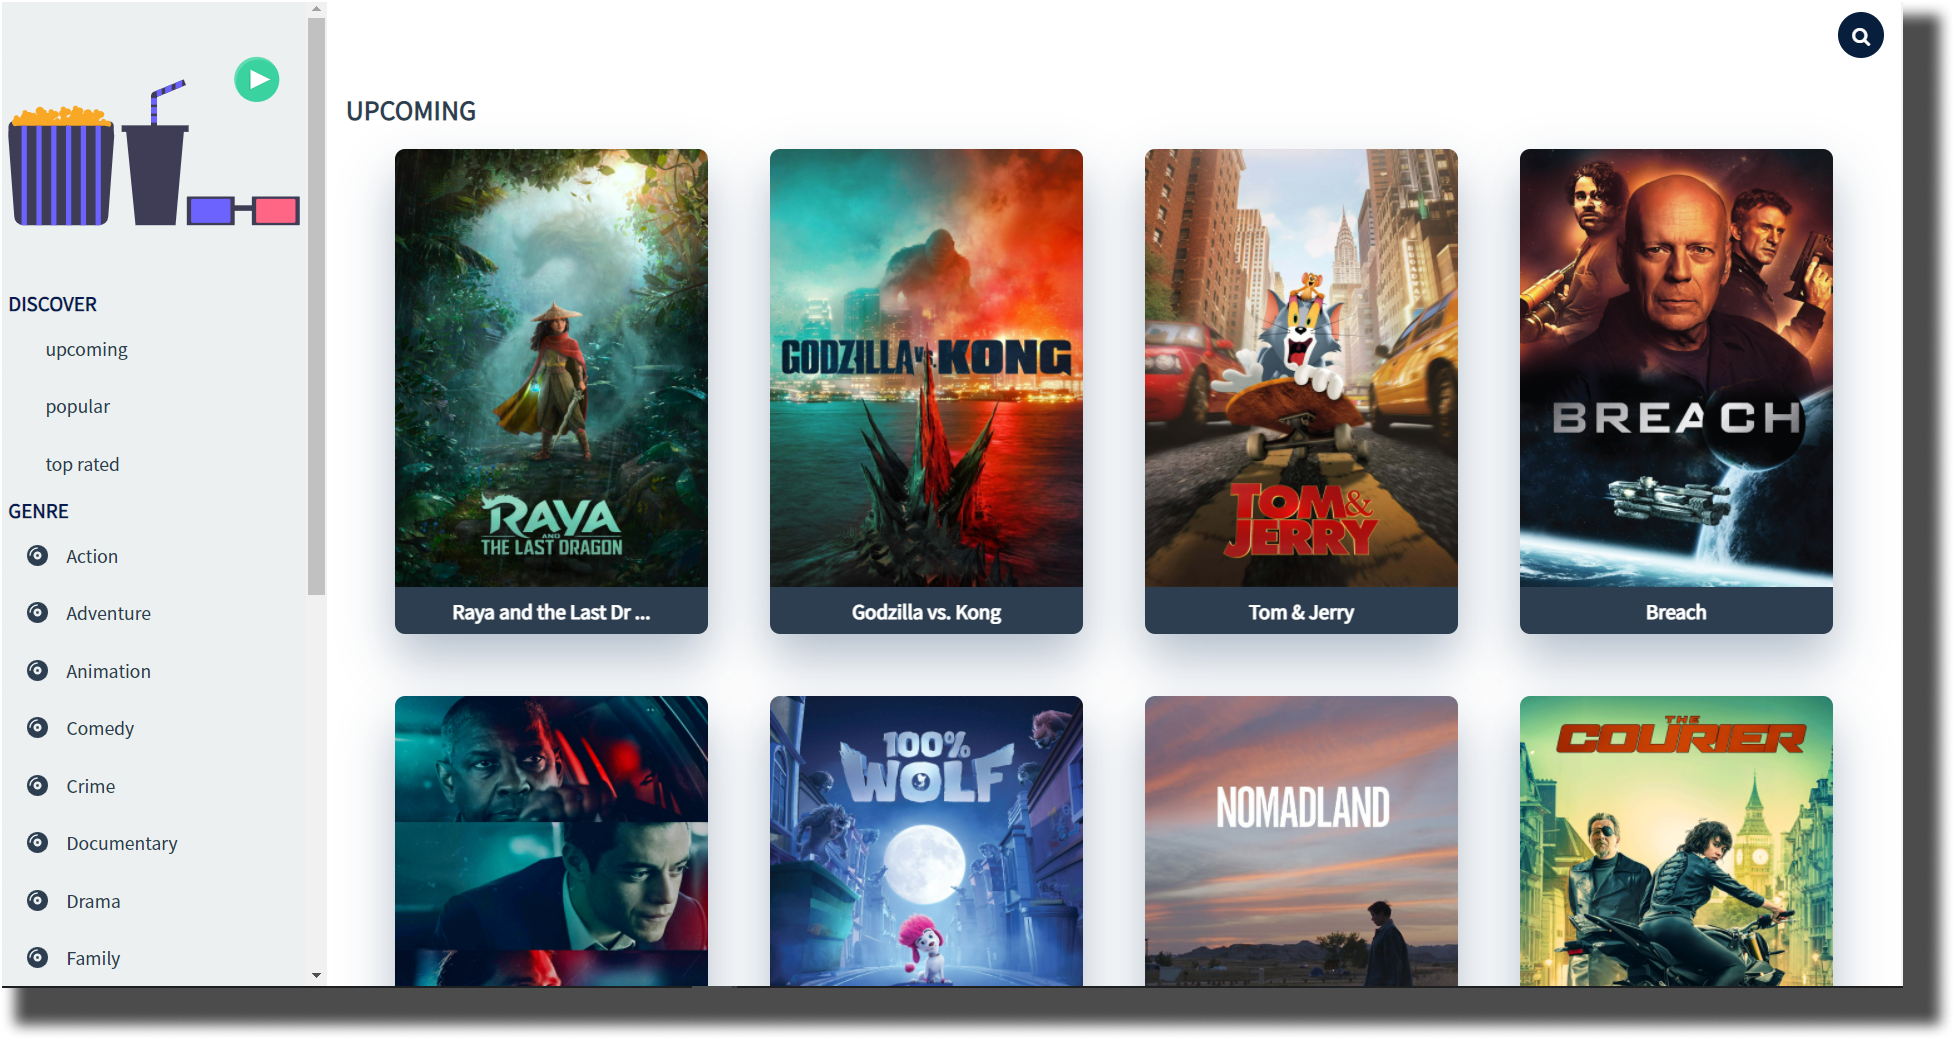 UPCOMING
DISCOVER
upcoming
popular
top rated
GENRE
Action
Adventure
Animation
Comedy
Crime
Documentary
Drama
Family
RAYA
AND
THE LAST DRAGON
Raya and the Last Dr ...
GODZILLA vs. KONG
Godzilla vs. Kong
TOM &
JERRY
Tom & Jerry
BREACH
Breach
100%
WOLF
NOMADLAND
THE
COURIER